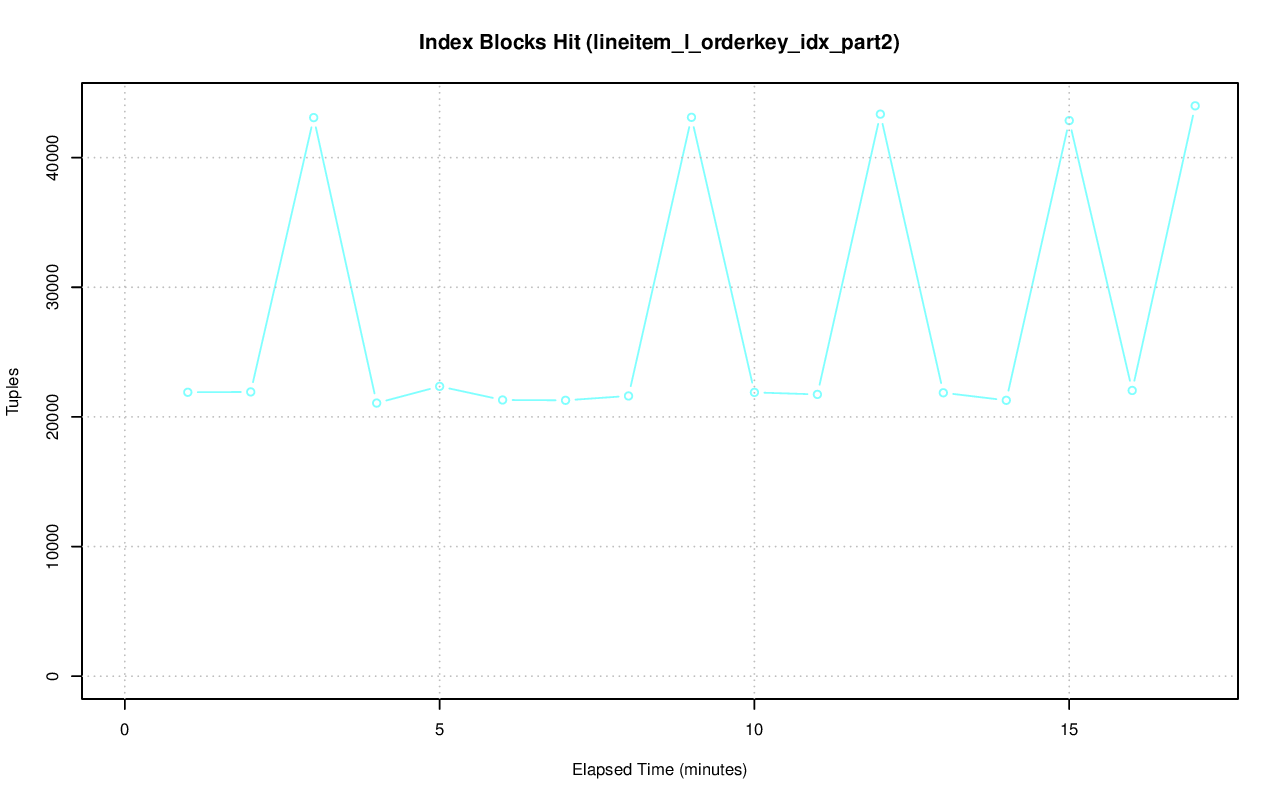 Index Blocks Hit (lineitem_l_orderkey_idx_part2)
Tuples
40000
30000
20000
10000
0
0 5 10 15
Elapsed Time (minutes)